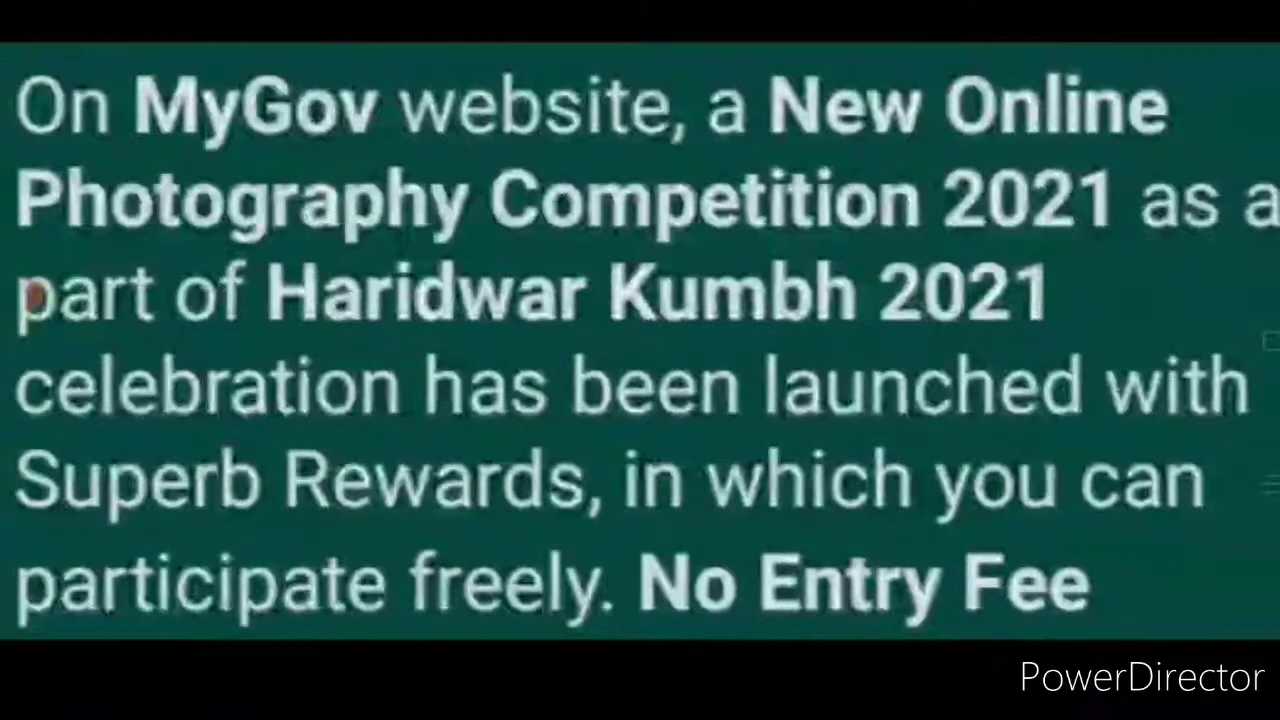 On MyGov website, a New Online
Photography Competition 2021 as a
part of Haridwar Kumbh 2021
celebration has been launched with
Superb Rewards, in which you can
participate freely. No Entry Fee
PowerDirector